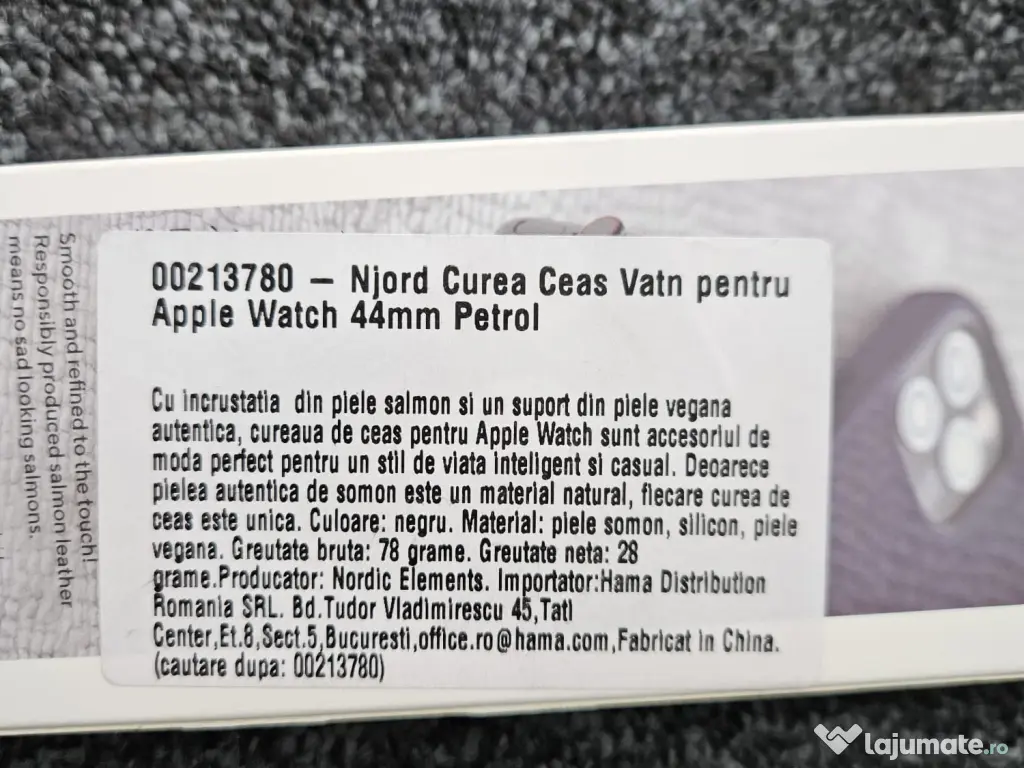 00213780 – Njord Curea Ceas Vatn pentru
Apple Watch 44mm Petrol
Cu incrustatia din piele salmon si un suport din piele vegana
autentica, cureaua de ceas pentru Apple Watch sunt accesoriul de
moda perfect pentru un stil de viata inteligent si casual. Deoarece
pielea autentica de somon este un material natural, fiecare curea de
ceas este unica. Culoare: negru. Material: piele somon, silicon, piele
vegana. Greutate bruta: 78 grame. Greutate neta: 28
grame.Producator: Nordic Elements. Importator:Hama Distribution
Romania SRL. Bd.Tudor Vladimirescu 45,Tati
Center,Et.8,Sect.5,Bucuresti,office.ro@hama.com,Fabricat in China.
(cautare dupa: 00213780)
Smooth and refined to the touch!
Responsibly produced salmon leather
means no sad looking salmons.
lajumate.ro